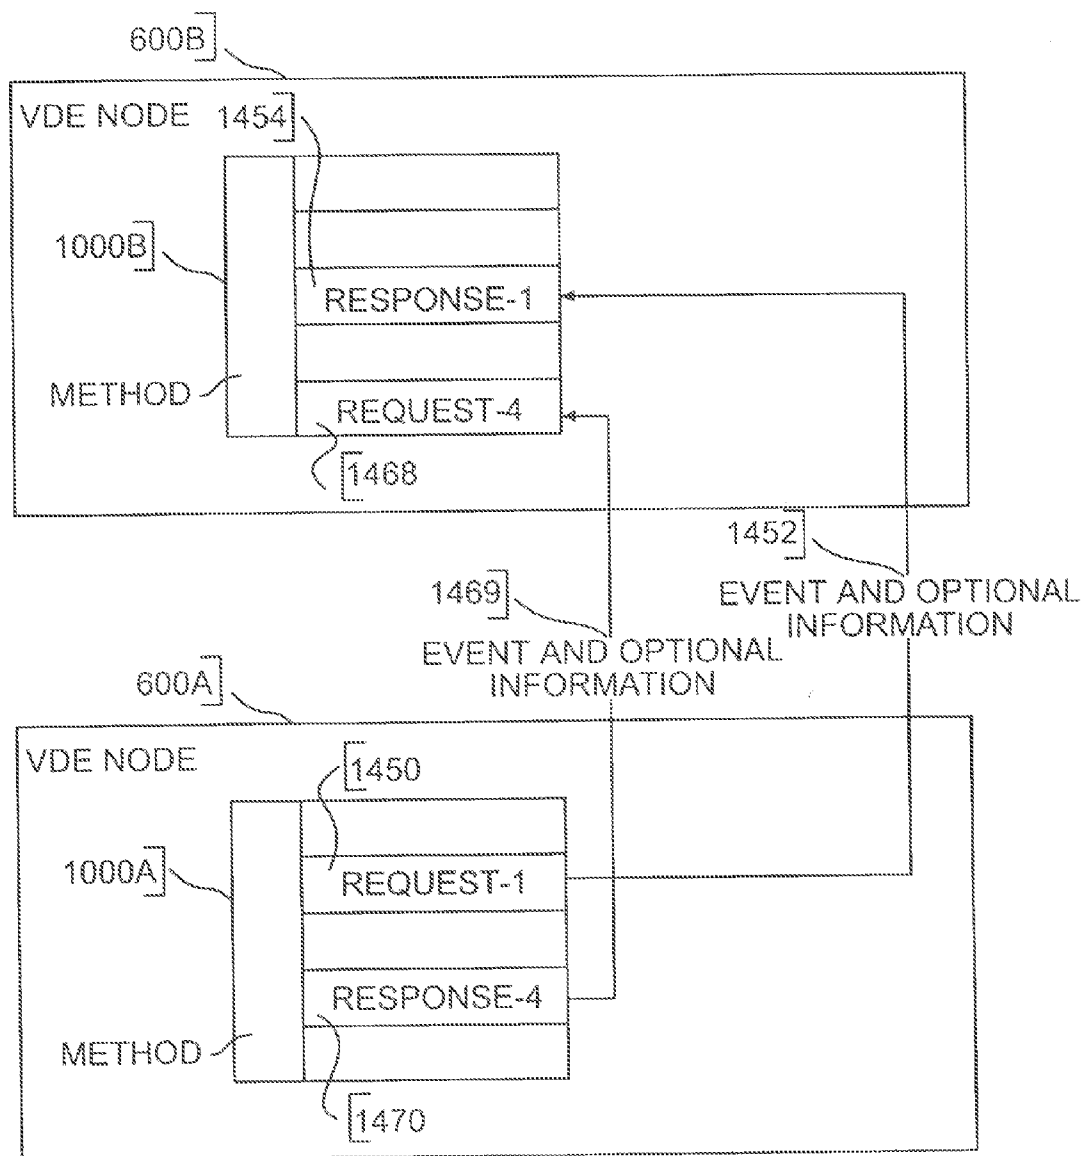 600B
VDE NODE 1454
1000B
RESPONSE-1
METHOD
REQUEST-4
1468
1452
EVENT AND OPTIONAL
INFORMATION
1469
EVENT AND OPTIONAL
INFORMATION
600A
VDE NODE
1450
1000A
REQUEST-1
RESPONSE-4
METHOD
1470